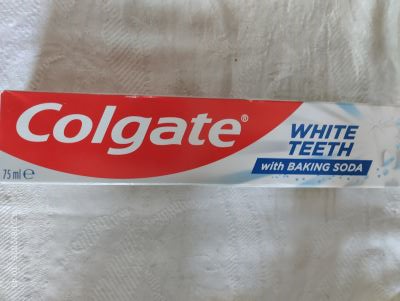 Colgate®
WHITE
TEETH
with BAKING SODA
75 ml ℮